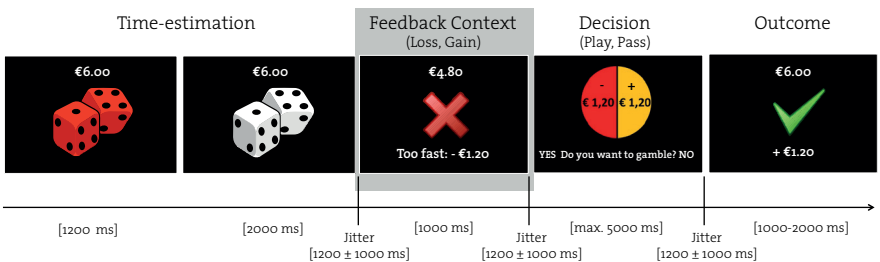 Time-estimation
Feedback Context
(Loss, Gain)
Decision
(Play, Pass)
Outcome
€6.00
€6.00
€4.80
Too fast: - €1.20
- +
€ 1,20 € 1,20
YES Do you want to gamble? NO
€6.00
+ €1.20
[1200 ms]
[2000 ms]
Jitter
[1200 ± 1000 ms]
[1000 ms]
Jitter
[1200 ± 1000 ms]
[max. 5000 ms]
Jitter
[1200 ± 1000 ms]
[1000-2000 ms]